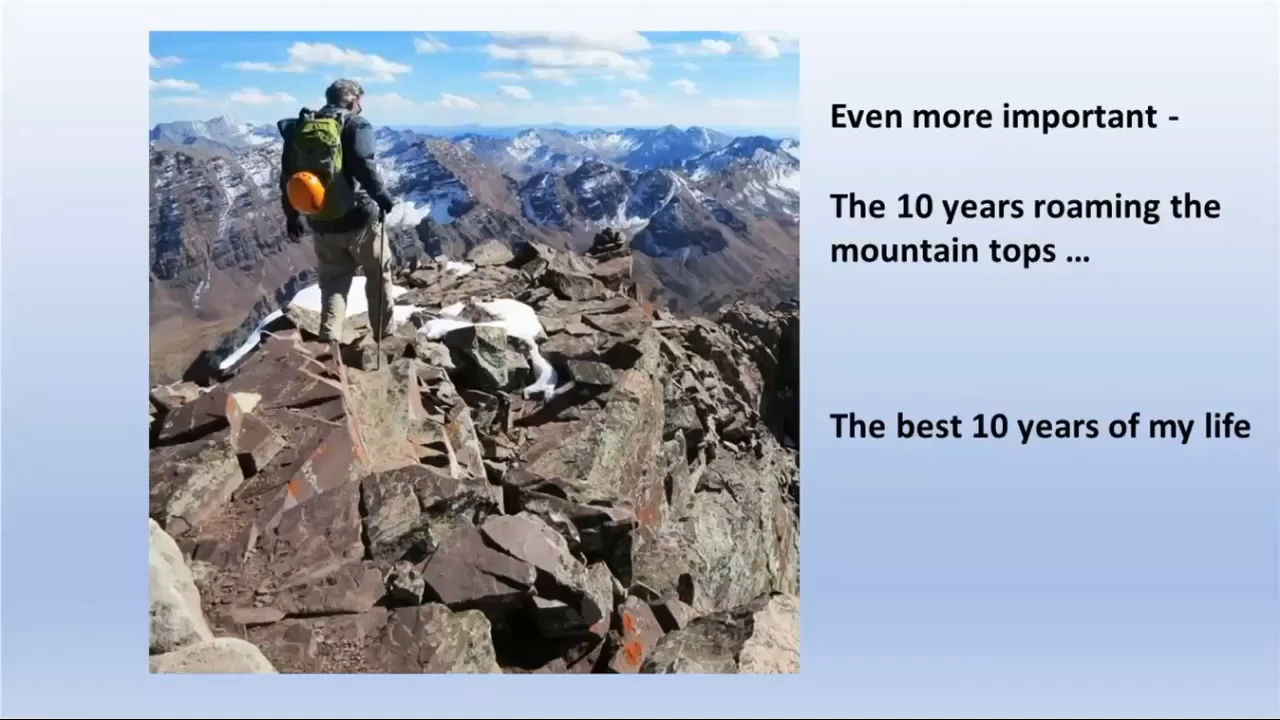 Even more important -
The 10 years roaming the
mountain tops ...
The best 10 years of my life